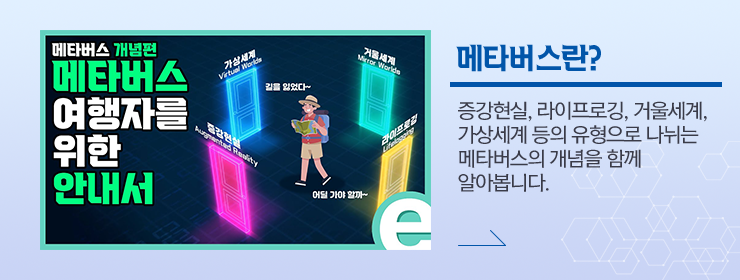 메타버스 개념편
메타버스
여행자를
위한
안내서
가상세계
Virtual Worlds
거울세계
Mirror Worlds
길을 잃었다~
증강현실
Augmented Reality
라이프로깅
Lifelogging
어딜 가야 할까~
e
메타버스란?
증강현실, 라이프로깅, 거울세계,
가상세계 등의 유형으로 나뉘는
메타버스의 개념을 함께
알아봅니다.